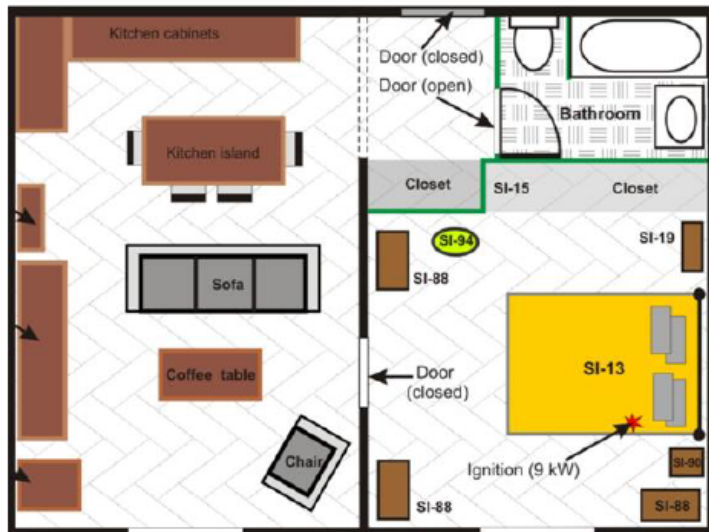 Kitchen cabinets
Door (closed)
Door (open)
Bathroom
Kitchen island
Closet
SI-15
Closet
SI-94
SI-19
SI-88
Sofa
SI-13
Coffee table
Door
(closed)
Chair
Ignition (9 kW)
SI-90
SI-88
SI-88